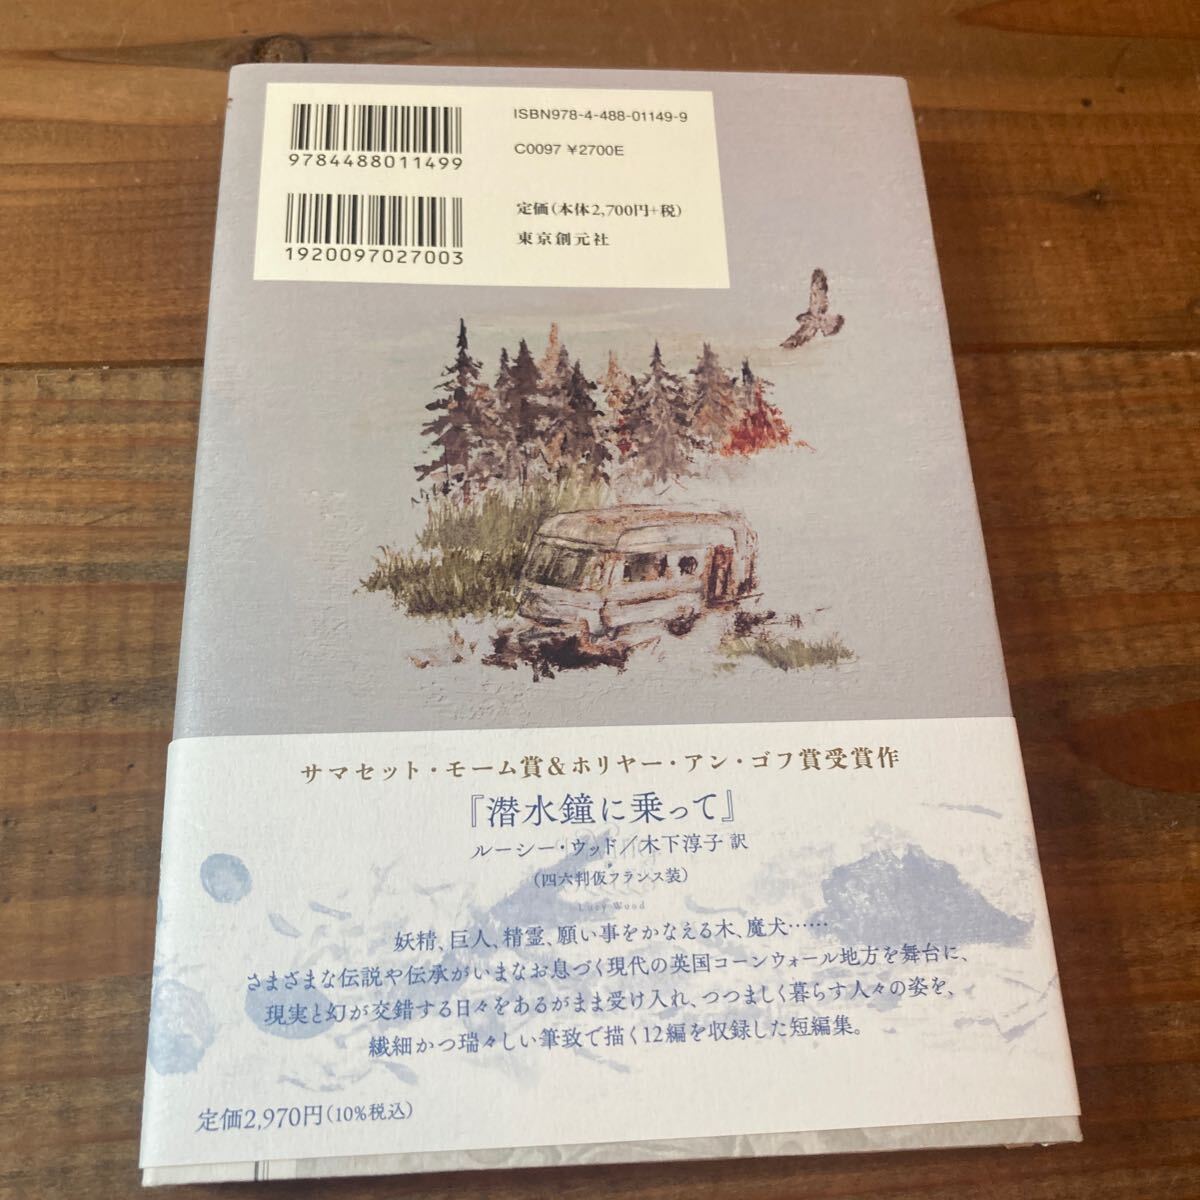 ISBN978-4-488-01149-9
9784488011499
C0097 ¥2700E
定価(本体2,700円+税)
東京創元社
1920097027003
サマセット・モーム賞&ホリヤー・アン・ゴフ賞受賞作
『潜水鐘に乗って』
ルーシー・ウッド/木下淳子 訳
(四六判仮フランス装)
Lucy Wood
妖精、巨人、精霊、願い事をかなえる木、魔犬……
さまざまな伝説や伝承がいまなお息づく現代の英国コーンウォール地方を舞台に、
現実と幻が交錯する日々をあるがまま受け入れ、つつましく暮らす人々の姿を、
繊細かつ瑞々しい筆致で描く12編を収録した短編集。
定価2,970円(10%税込)